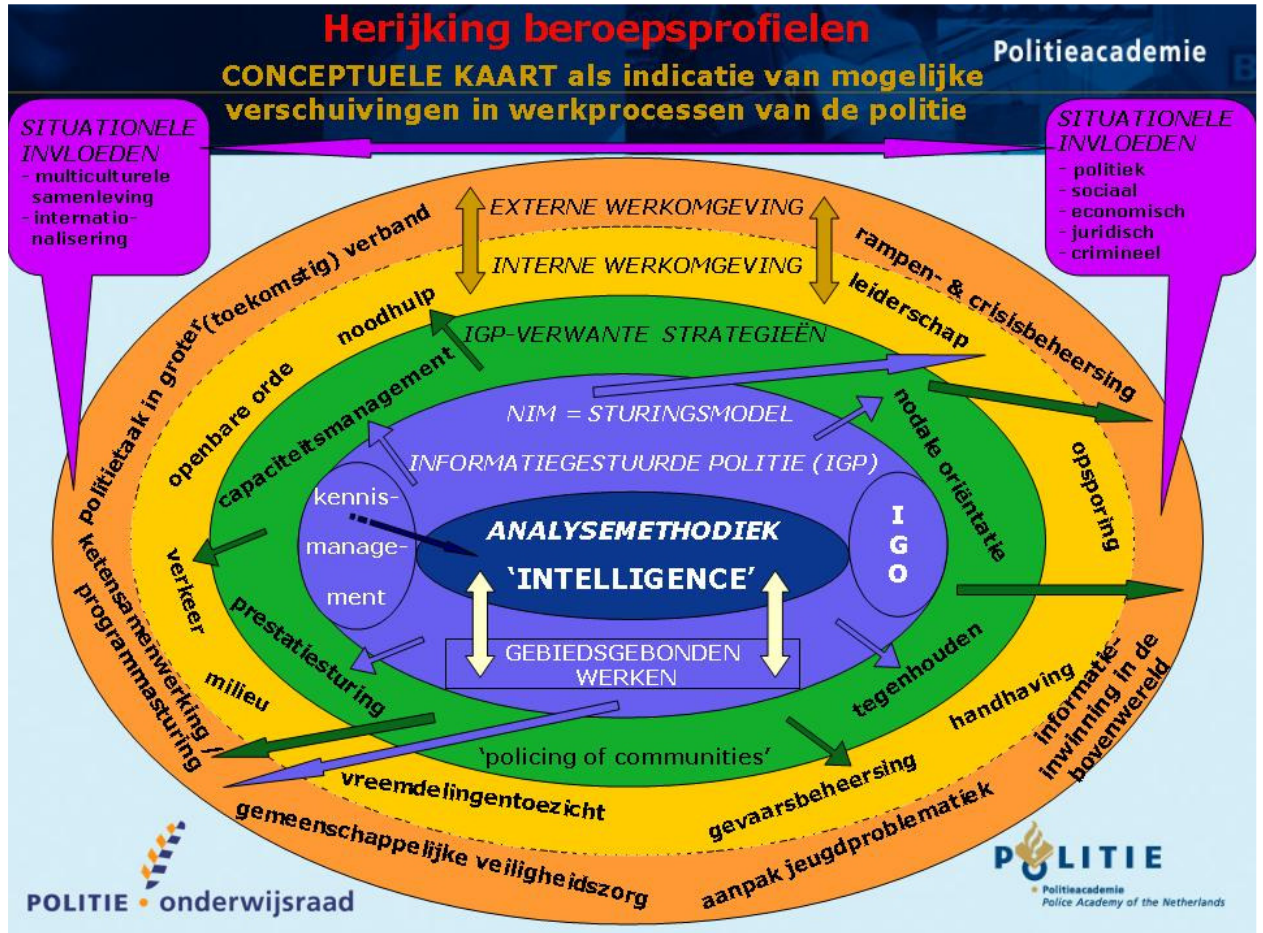 Herijking beroepsprofielen
Politieacademie
CONCEPTUELE KAART als indicatie van mogelijke
verschuivingen in werkprocessen van de politie
SITUATIONELE
INVLOEDEN
- multiculturele
samenleving
- internatio-
nalisering
SITUATIONELE
INVLOEDEN
- politiek
- sociaal
- economisch
- juridisch
- crimineel
EXTERNE WERKOMGEVING
Politietaak in groter (toekomstig) verband
rampen- & crisisbeheersing
INTERNE WERKOMGEVING
noodhulp
leiderschap
openbare orde
opsporing
IGP-VERWANTE STRATEGIEËN
capaciteitsmanagement
nodale oriëntatie
NIM = STURINGSMODEL
INFORMATIEGESTUURDE POLITIE (IGP)
kennis-
manage-
ment
ANALYSEMETHODIEK
‘INTELLIGENCE’
I
G
O
GEBIEDSGEBONDEN
WERKEN
verkeer
prestatiesturing
tegenhouden
handhaving
milieu
‘policing of communities’
ketensamenwerking /
programmasturing
informatie-
inwinning in de
bovenwereld
vreemdelingentoezicht
gevaarsbeheersing
gemeenschappelijke veiligheidszorg
aanpak jeugdproblematiek
POLITIE onderwijsraad
POLITIE
Politieacademie
Police Academy of the Netherlands